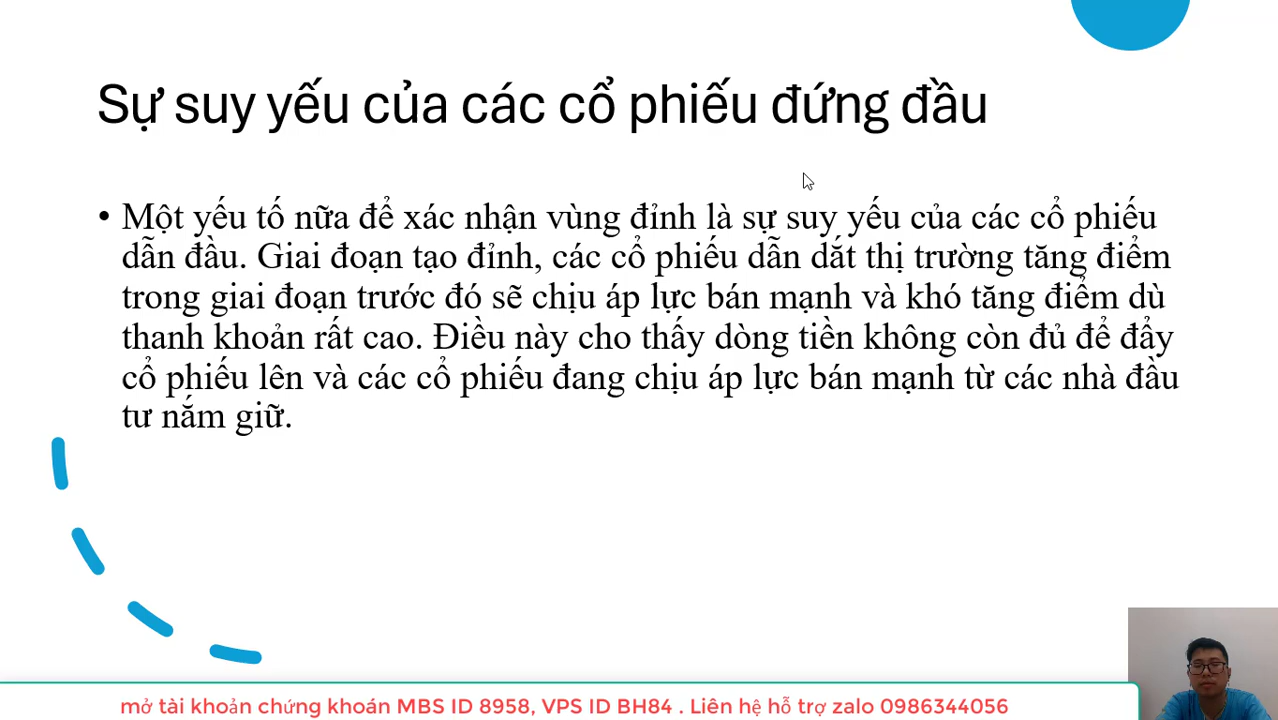 Sự suy yếu của các cổ phiếu đứng đầu
• Một yếu tố nữa để xác nhận vùng đỉnh là sự suy yếu của các cổ phiếu
dẫn đầu. Giai đoạn tạo đỉnh, các cổ phiếu dẫn dắt thị trường tăng điểm
trong giai đoạn trước đó sẽ chịu áp lực bán mạnh và khó tăng điểm dù
thanh khoản rất cao. Điều này cho thấy dòng tiền không còn đủ để đẩy
cổ phiếu lên và các cổ phiếu đang chịu áp lực bán mạnh từ các nhà đầu
tư nắm giữ.
mở tài khoản chứng khoán MBS ID 8958, VPS ID BH84 . Liên hệ hỗ trợ zalo 0986344056